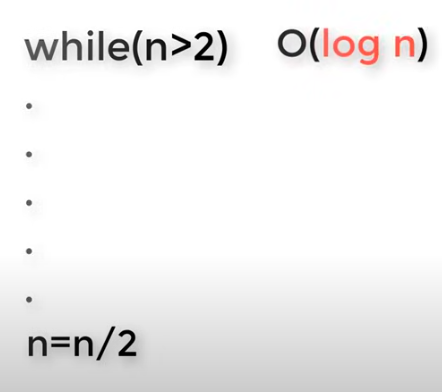 while(n>2) O(log n)
.
.
.
.
.
n=n/2